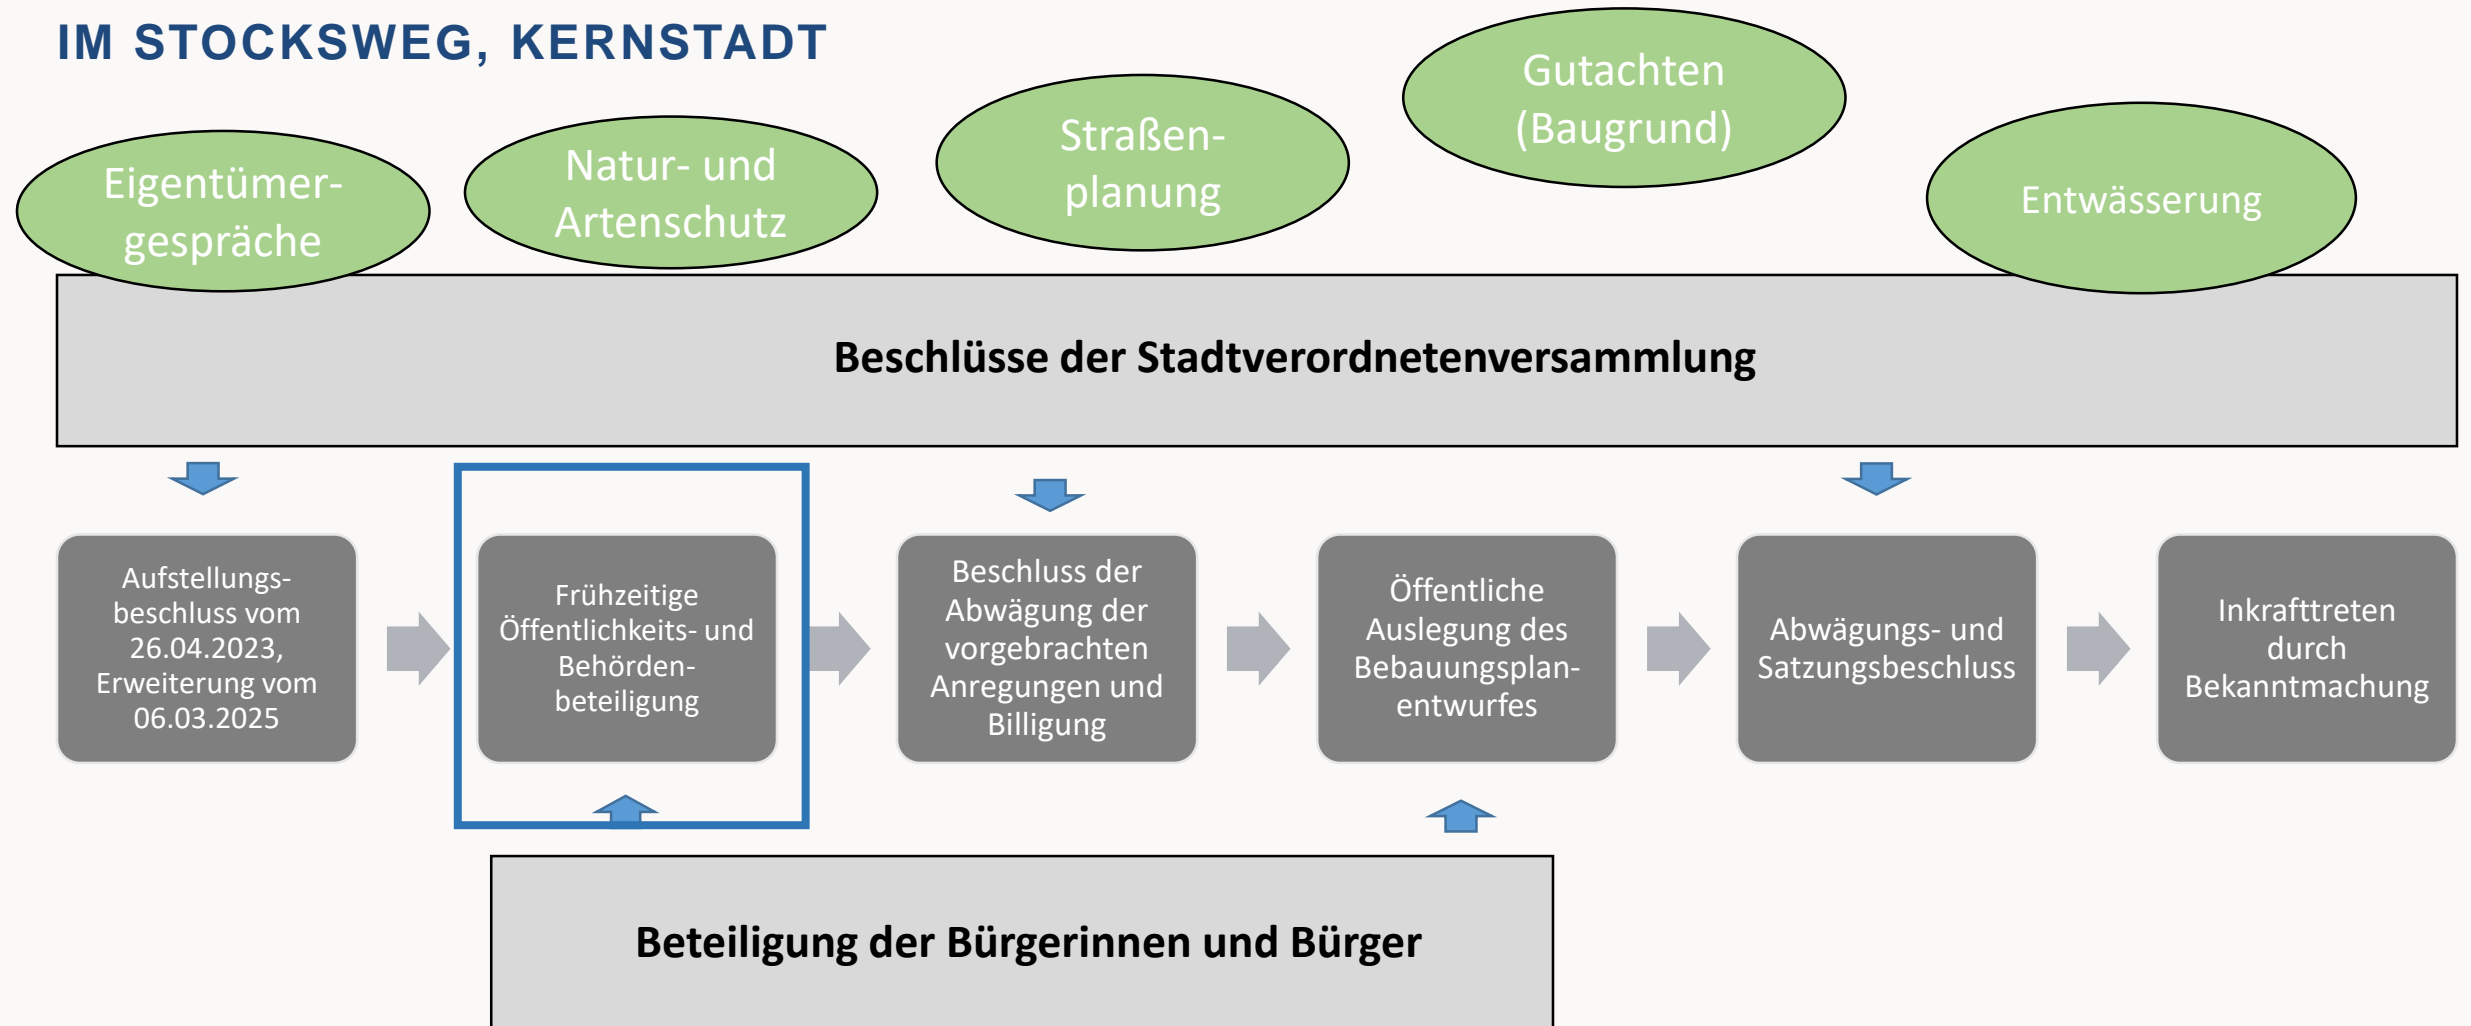 IM STOCKSWEG, KERNSTADT
Eigentümer-
gespräche
Natur- und
Artenschutz
Straßen-
planung
Gutachten
(Baugrund)
Entwässerung
Beschlüsse der Stadtverordnetenversammlung
Aufstellungs-
beschluss vom
26.04.2023,
Erweiterung vom
06.03.2025
Frühzeitige
Öffentlichkeits- und
Behörden-
beteiligung
Beschluss der
Abwägung der
vorgebrachten
Anregungen und
Billigung
Öffentliche
Auslegung des
Bebauungsplan-
entwurfes
Abwägungs- und
Satzungsbeschluss
Inkrafttreten
durch
Bekanntmachung
Beteiligung der Bürgerinnen und Bürger